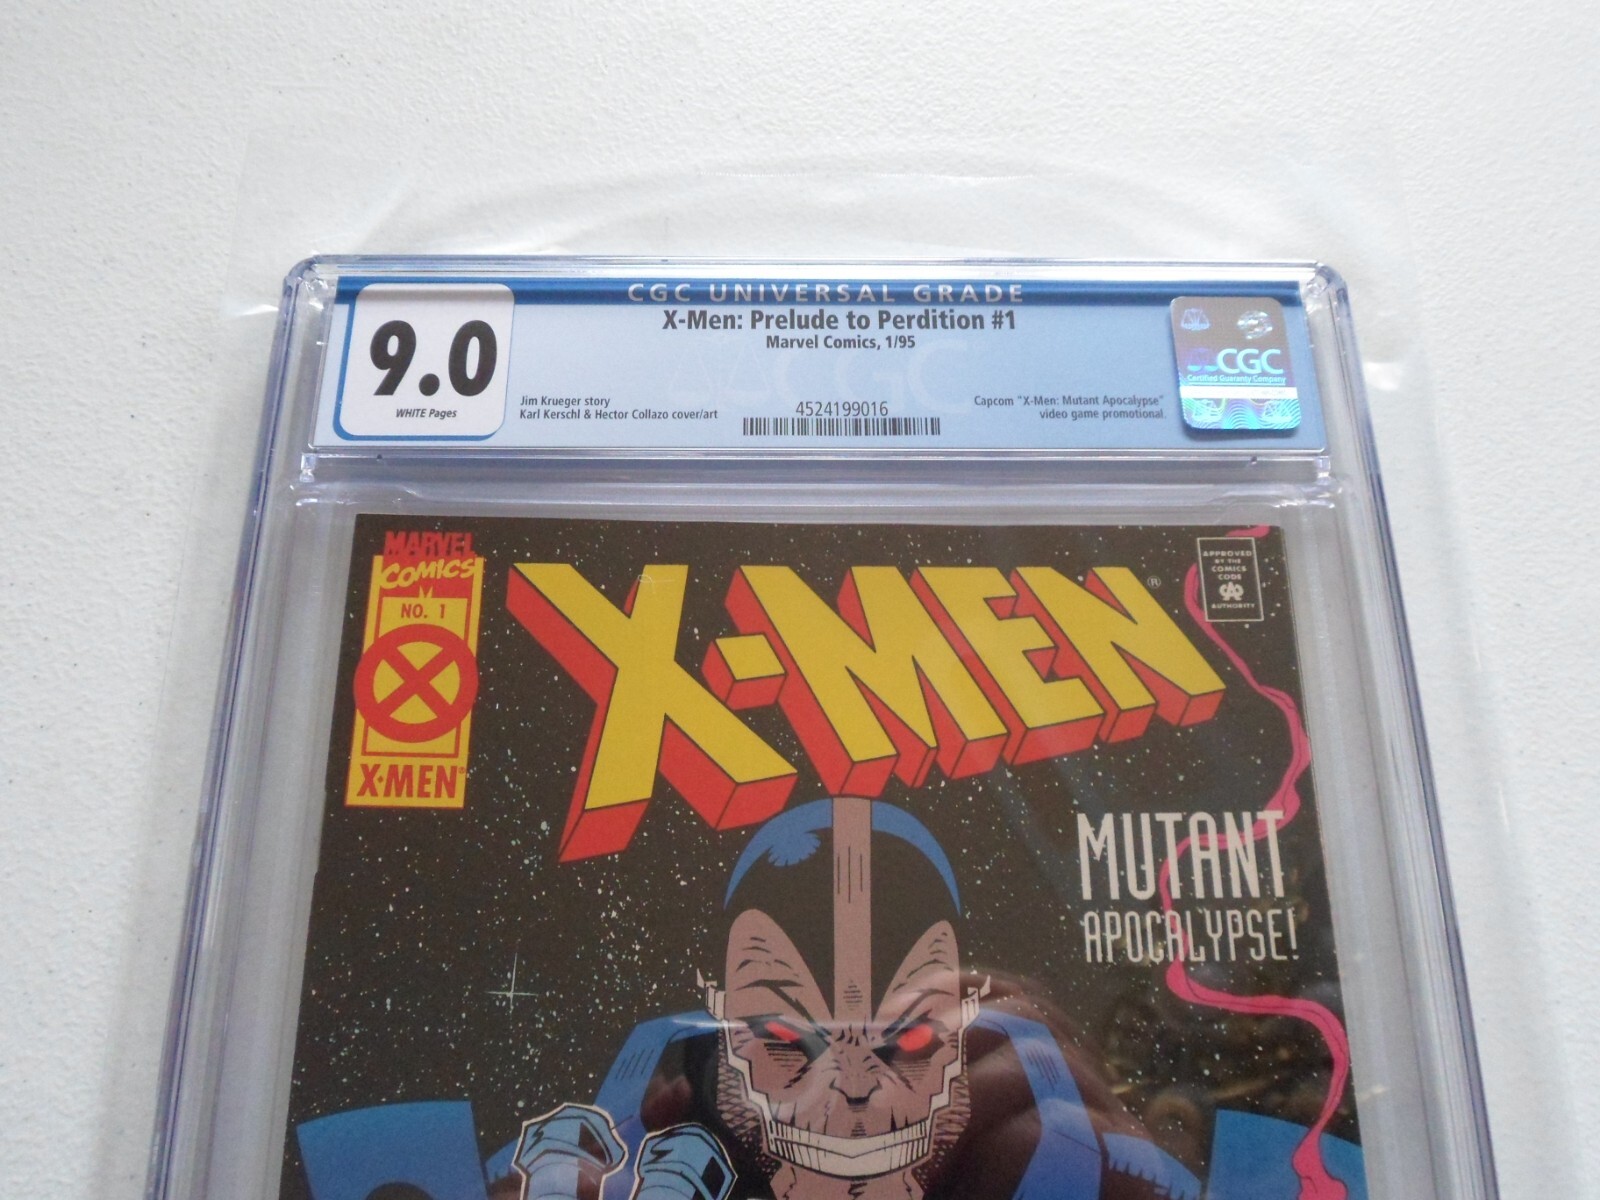 CGC UNIVERSAL GRADE
9.0
WHITE Pages
X-Men: Prelude to Perdition #1
Marvel Comics, 1/95
Jim Krueger story
Karl Kerschl & Hector Collazo cover/art
4524199016
Capcom "X-Men: Mutant Apocalypse"
video game promotional.
CGC
Certified Guaranty Company
MARVEL
COMICS
NO. 1
X-MEN®
X-MEN®
APPROVED
BY THE
COMICS
CODE
CA
AUTHORITY
MUTANT
APOCALYPSE!